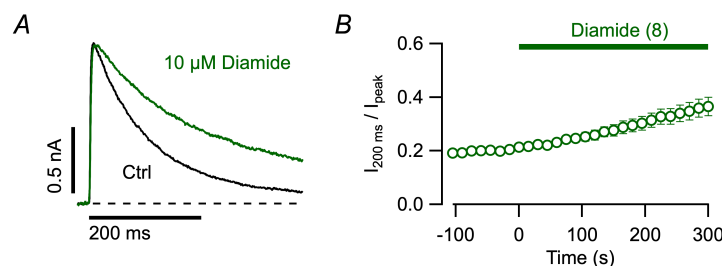 A
10 µM Diamide
Ctrl
0.5 nA
200 ms
B
Diamide (8)
I200 ms / Ipeak
0.6
0.4
0.2
0.0
-100 0 100 200 300
Time (s)